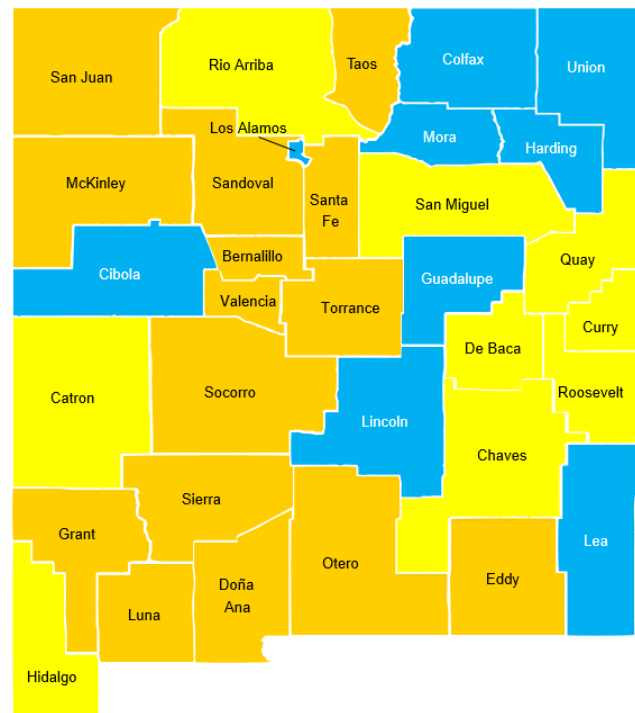 Rio Arriba
Taos
Colfax
Union
San Juan
Los Alamos
Mora
Harding
McKinley
Sandoval
Santa
Fe
San Miguel
Bernalillo
Quay
Cibola
Guadalupe
Valencia
Torrance
Curry
De Baca
Catron
Socorro
Roosevelt
Lincoln
Chaves
Sierra
Grant
Lea
Otero
Eddy
Doña
Ana
Luna
Hidalgo